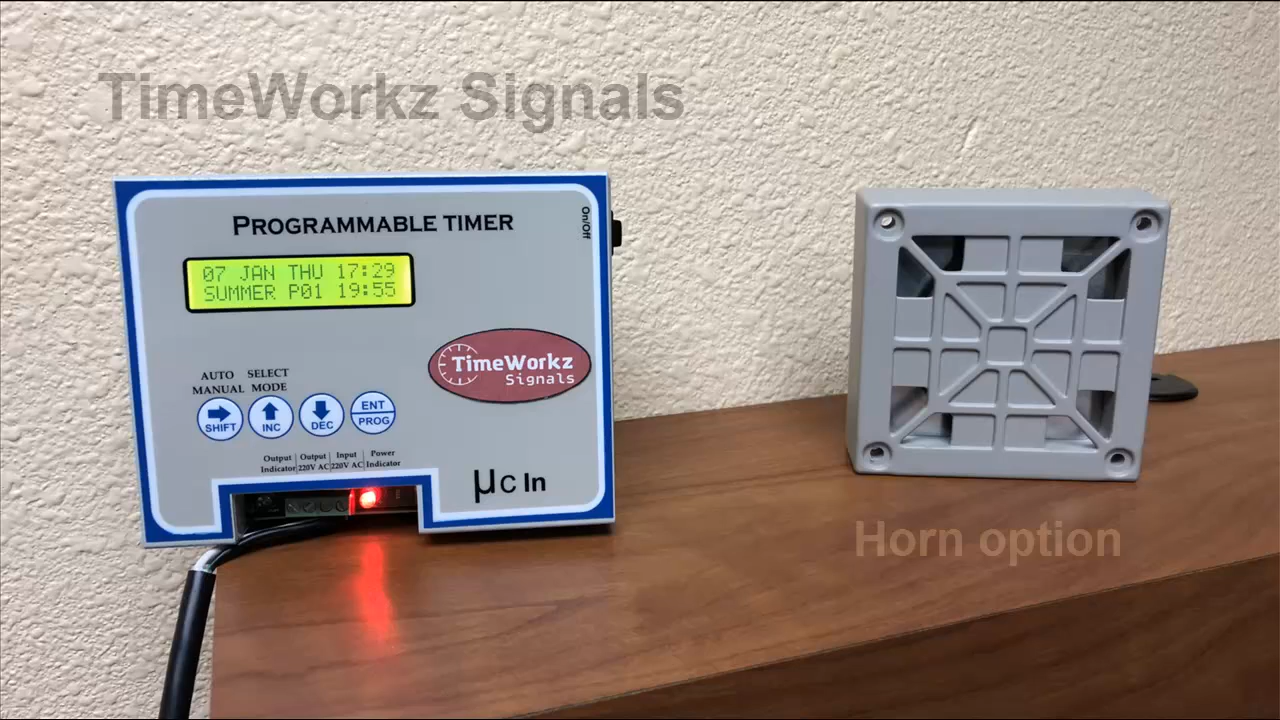 TimeWorkz Signals
PROGRAMMABLE TIMER
On/Off
07 JAN THU 17:29
SUMMER P01 19:55
TimeWorkz
Signals
AUTO SELECT
MANUAL MODE
SHIFT INC DEC ENT
PROG
Output Output Input Power
Indicator 220V AC 220V AC Indicator
µc In
Horn option